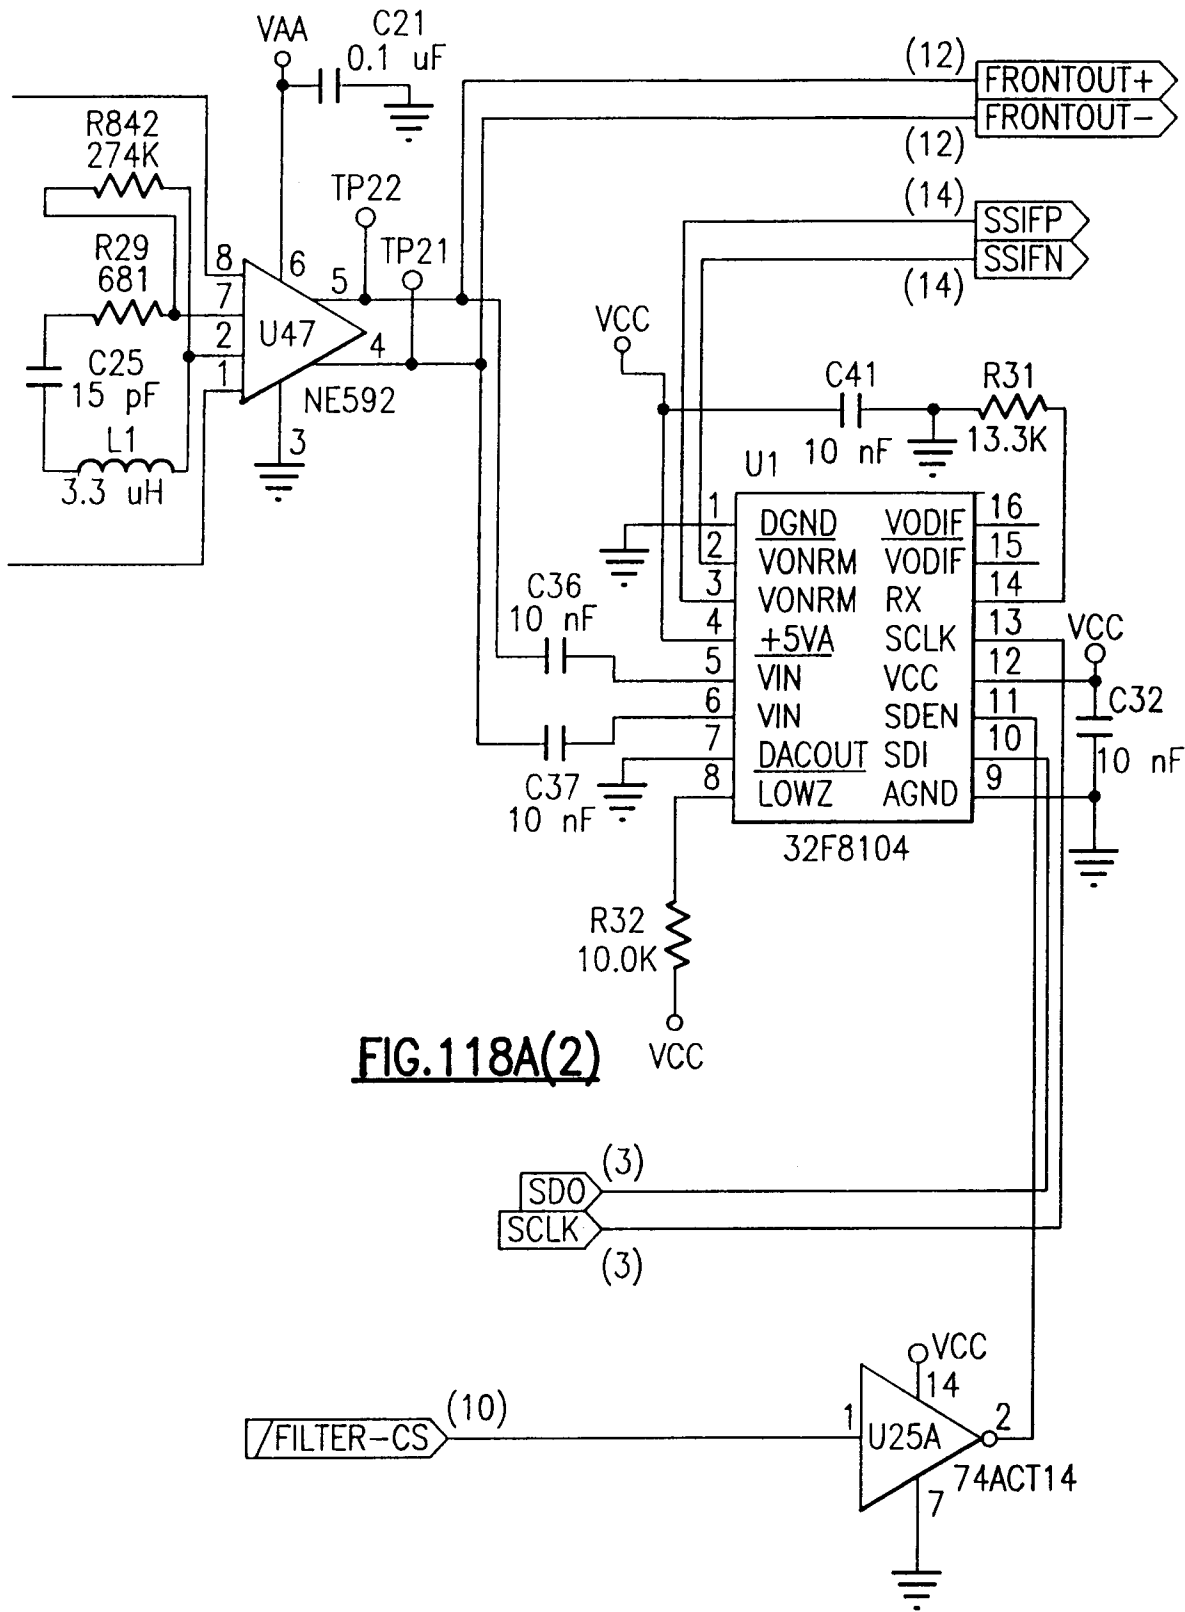 VAA
C21
0.1 uF
(12)
FRONTOUT+
FRONTOUT-
(12)
R842
274K
TP22
(14)
SSIFP
SSIFN
(14)
R29
681
TP21
8
7
2
1
6
5
4
3
U47
NE592
VCC
C25
15 pF
L1
3.3 uH
C41
10 nF
R31
13.3K
U1
1 DGND VODIF 16
2 VONRM VODIF 15
3 VONRM RX 14
4 +5VA SCLK 13
5 VIN VCC 12
6 VIN SDEN 11
7 DACOUT SDI 10
8 LOWZ AGND 9
32F8104
C36
10 nF
C37
10 nF
VCC
C32
10 nF
R32
10.0K
VCC
FIG.118A(2)
(3)
SDO
SCLK
(3)
VCC
14
(10)
/FILTER-CS
1
U25A
2
74ACT14
7